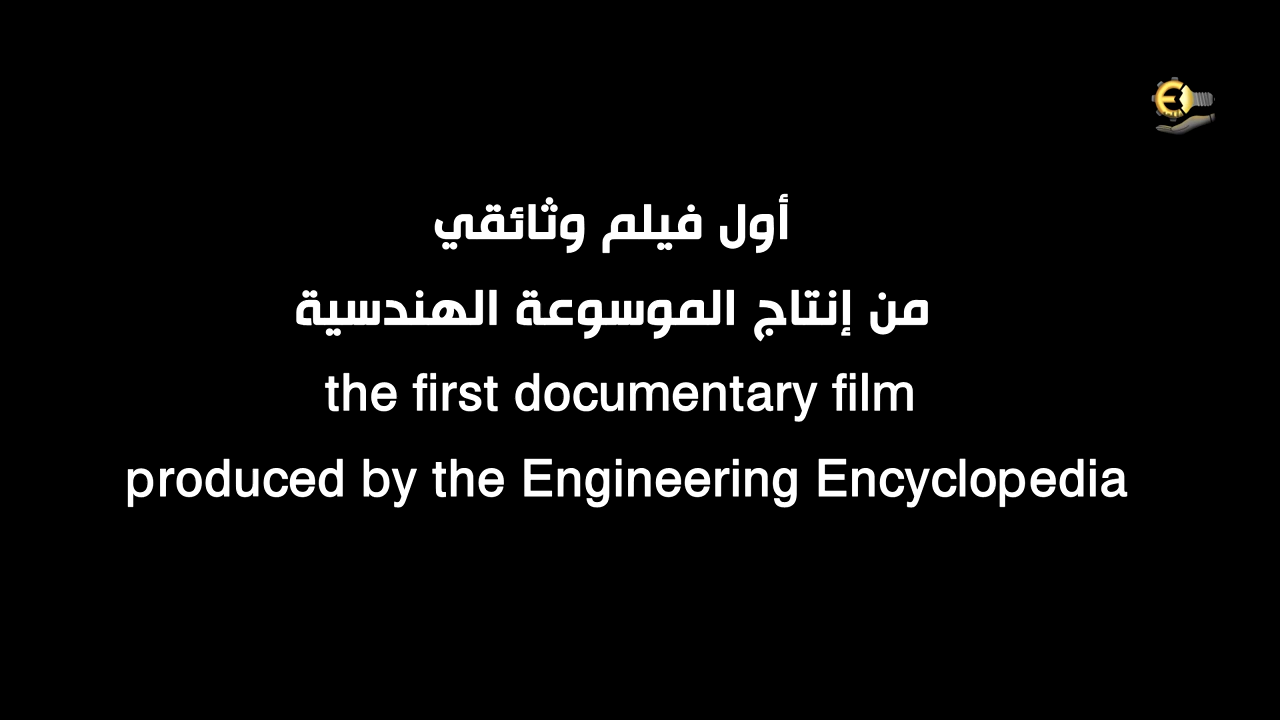 أول فيلم وثائقي
من إنتاج الموسوعة الهندسية
the first documentary film
produced by the Engineering Encyclopedia